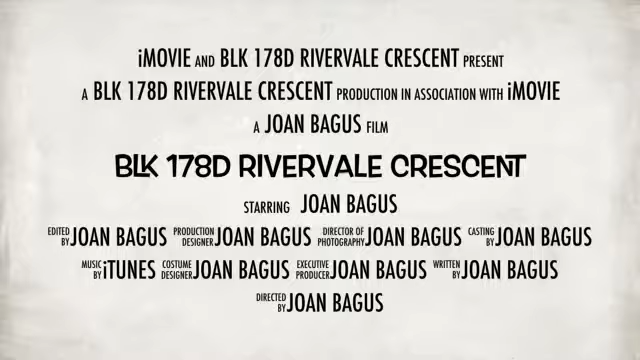 iMOVIE AND BLK 178D RIVERVALE CRESCENT PRESENT
A BLK 178D RIVERVALE CRESCENT PRODUCTION IN ASSOCIATION WITH iMOVIE
A JOAN BAGUS FILM
BLK 178D RIVERVALE CRESCENT
STARRING JOAN BAGUS
EDITED BY JOAN BAGUS PRODUCTION DESIGNER JOAN BAGUS DIRECTOR OF PHOTOGRAPHY JOAN BAGUS CASTING BY JOAN BAGUS
MUSIC BY iTUNES COSTUME DESIGNER JOAN BAGUS EXECUTIVE PRODUCER JOAN BAGUS WRITTEN BY JOAN BAGUS
DIRECTED BY JOAN BAGUS